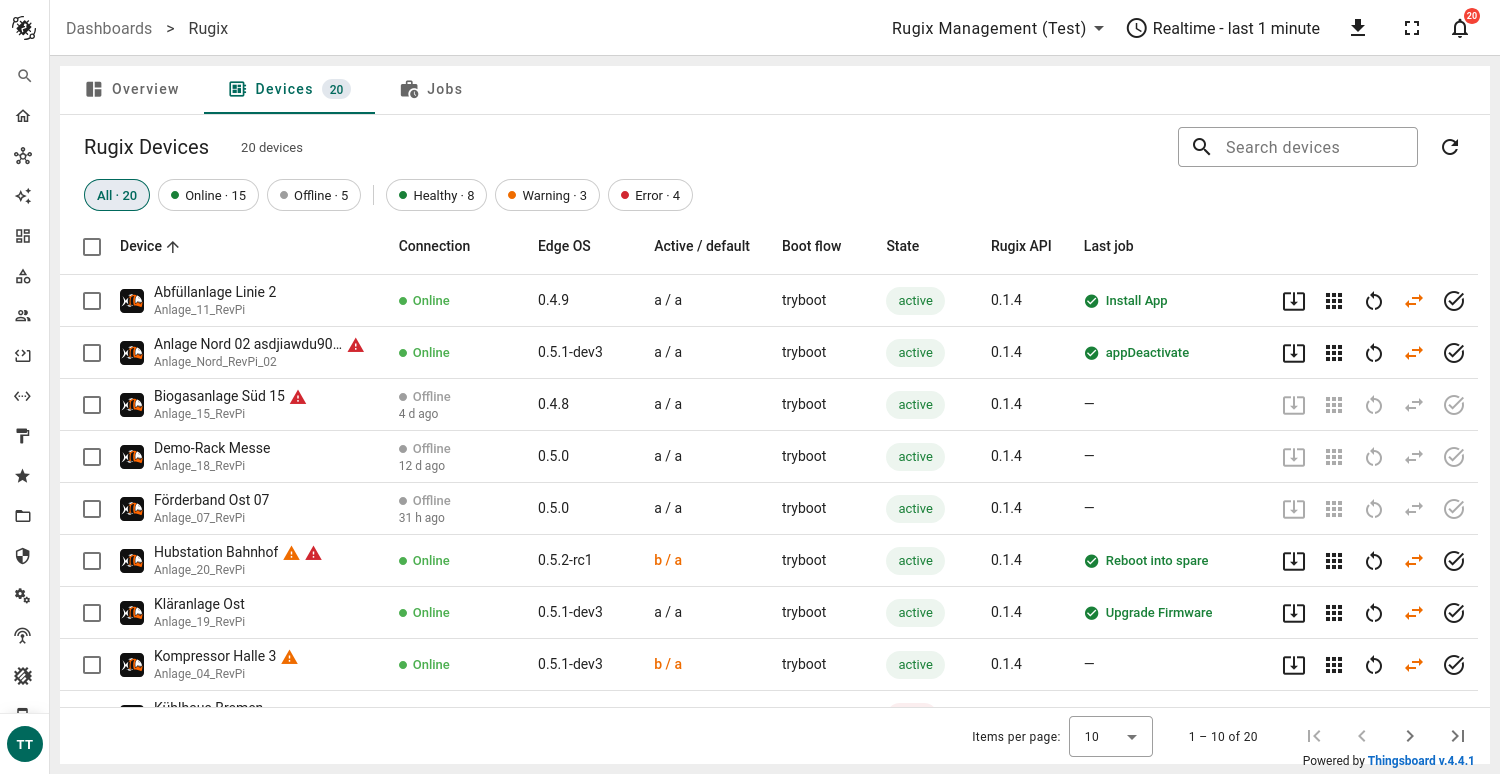 Dashboards > Rugix
Rugix Management (Test)
Realtime - last 1 minute
20
Overview
Devices 20
Jobs
Rugix Devices
20 devices
Search devices
All · 20
Online · 15
Offline · 5
Healthy · 8
Warning · 3
Error · 4
Device Connection Edge OS Active / default Boot flow State Rugix API Last job
Abfüllanlage Linie 2
Anlage_11_RevPi
Online 0.4.9 a / a tryboot active 0.1.4 Install App
Anlage Nord 02 asdjiawdu90…
Anlage_Nord_RevPi_02
Online 0.5.1-dev3 a / a tryboot active 0.1.4 appDeactivate
Biogasanlage Süd 15
Anlage_15_RevPi
Offline
4 d ago
0.4.8 a / a tryboot active 0.1.4 —
Demo-Rack Messe
Anlage_18_RevPi
Offline
12 d ago
0.5.0 a / a tryboot active 0.1.4 —
Förderband Ost 07
Anlage_07_RevPi
Offline
31 h ago
0.5.0 a / a tryboot active 0.1.4 —
Hubstation Bahnhof
Anlage_20_RevPi
Online 0.5.2-rc1 b / a tryboot active 0.1.4 Reboot into spare
Kläranlage Ost
Anlage_19_RevPi
Online 0.5.1-dev3 a / a tryboot active 0.1.4 Upgrade Firmware
Kompressor Halle 3
Anlage_04_RevPi
Online 0.5.1-dev3 b / a tryboot active 0.1.4 —
TT
Items per page: 10
1 – 10 of 20
Powered by Thingsboard v.4.4.1